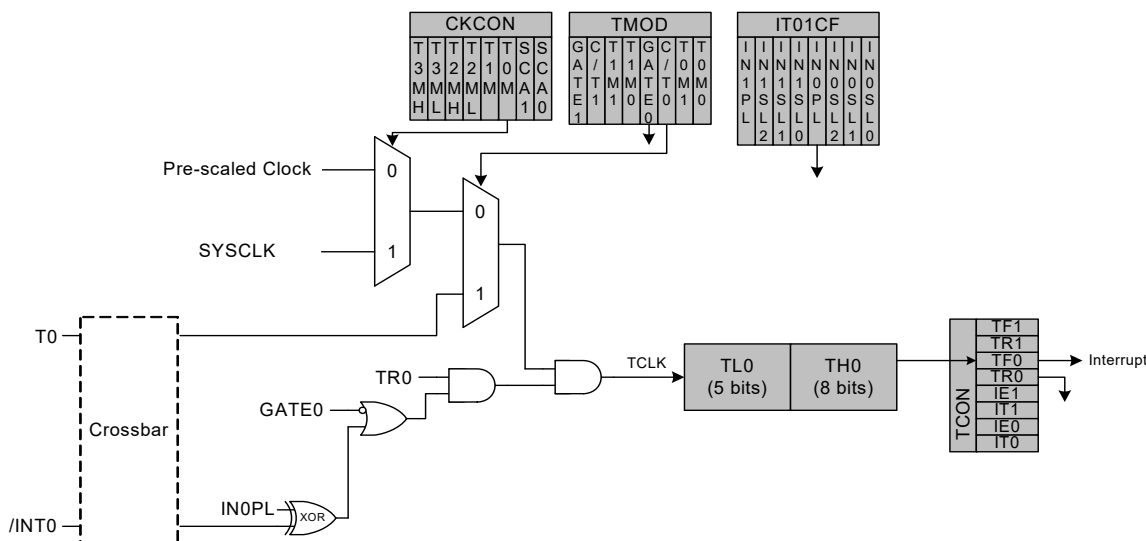 CKCON
T3MH
T3ML
T2MH
T2ML
T1M
T0M
SCA1
SCA0
TMOD
GATE1
C/T1
T1M1
T1M0
GATE0
C/T0
T0M1
T0M0
IT01CF
IN1PL
IN1SL2
IN1SL1
IN1SL0
IN0PL
IN0SL2
IN0SL1
IN0SL0
Pre-scaled Clock
0
SYSCLK
1
0
1
T0
Crossbar
/INT0
TR0
GATE0
IN0PL
XOR
TCLK
TL0
(5 bits)
TH0
(8 bits)
TCON
TF1
TR1
TF0
TR0
IE1
IT1
IE0
IT0
Interrupt